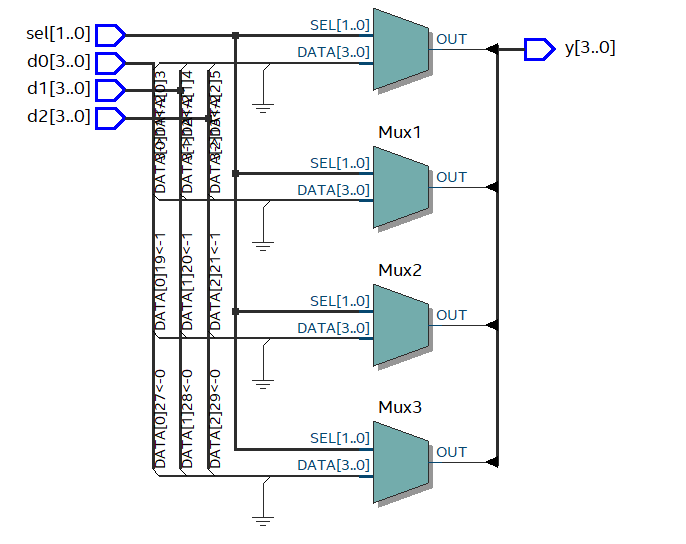 sel[1..0]
d0[3..0]
d1[3..0]
d2[3..0]
SEL[1..0]
DATA[3..0]
OUT
y[3..0]
Mux1
SEL[1..0]
DATA[3..0]
OUT
DATA[0]19<-1
DATA[1]20<-1
DATA[2]21<-1
Mux2
SEL[1..0]
DATA[3..0]
OUT
DATA[0]27<-0
DATA[1]28<-0
DATA[2]29<-0
Mux3
SEL[1..0]
DATA[3..0]
OUT